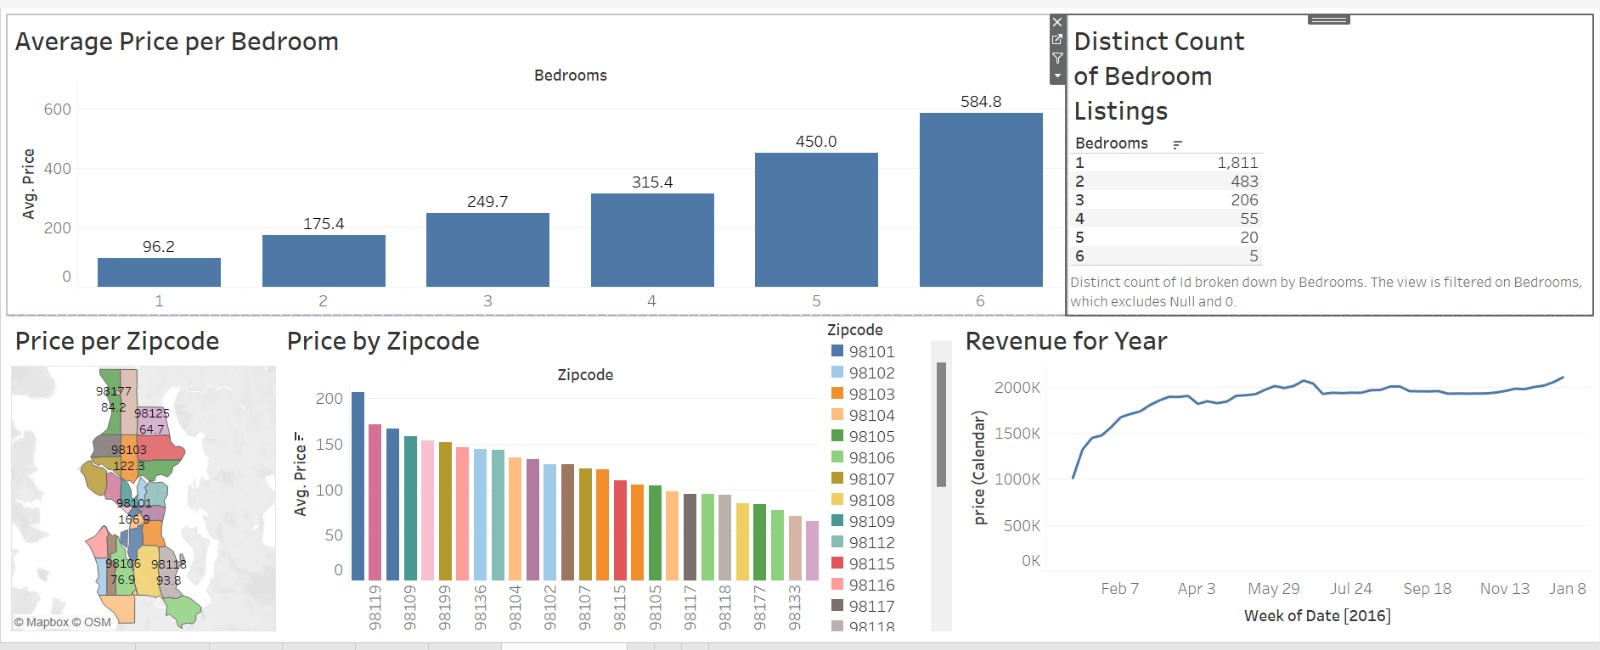 Average Price per Bedroom
Bedrooms
Avg. Price
600
400
200
0
96.2
175.4
249.7
315.4
450.0
584.8
1
2
3
4
5
6
Distinct Count
of Bedroom
Listings
Bedrooms
1 1,811
2 483
3 206
4 55
5 20
6 5
Distinct count of Id broken down by Bedrooms. The view is filtered on Bedrooms,
which excludes Null and 0.
Price per Zipcode
98177
84.2
98125
64.7
98103
122.3
98101
166.9
98106
76.9
98118
93.8
© Mapbox © OSM
Price by Zipcode
Zipcode
Avg. Price
200
150
100
50
0
98119
98109
98199
98136
98104
98102
98107
98115
98105
98117
98118
98177
98133
Zipcode
98101
98102
98103
98104
98105
98106
98107
98108
98109
98112
98115
98116
98117
98118
Revenue for Year
price (Calendar)
2000K
1500K
1000K
500K
0K
Feb 7
Apr 3
May 29
Jul 24
Sep 18
Nov 13
Jan 8
Week of Date [2016]